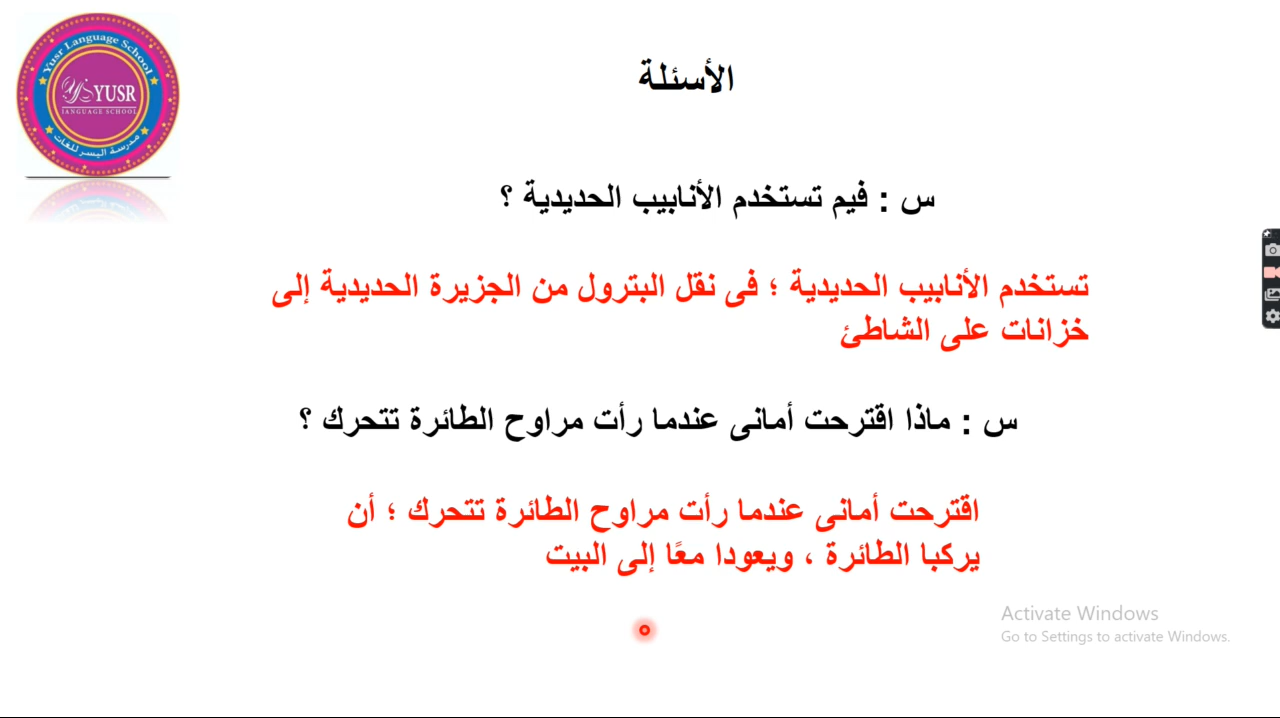 Yusr Language School
YUSR
LANGUAGE SCHOOL
مدرسة اليسر للغات
الأسئلة
س : فيم تستخدم الأنابيب الحديدية ؟
تستخدم الأنابيب الحديدية ؛ فى نقل البترول من الجزيرة الحديدية إلى
خزانات على الشاطئ
س : ماذا اقترحت أمانى عندما رأت مراوح الطائرة تتحرك ؟
اقترحت أمانى عندما رأت مراوح الطائرة تتحرك ؛ أن
يركبا الطائرة ، ويعودا معًا إلى البيت
Activate Windows
Go to Settings to activate Windows.